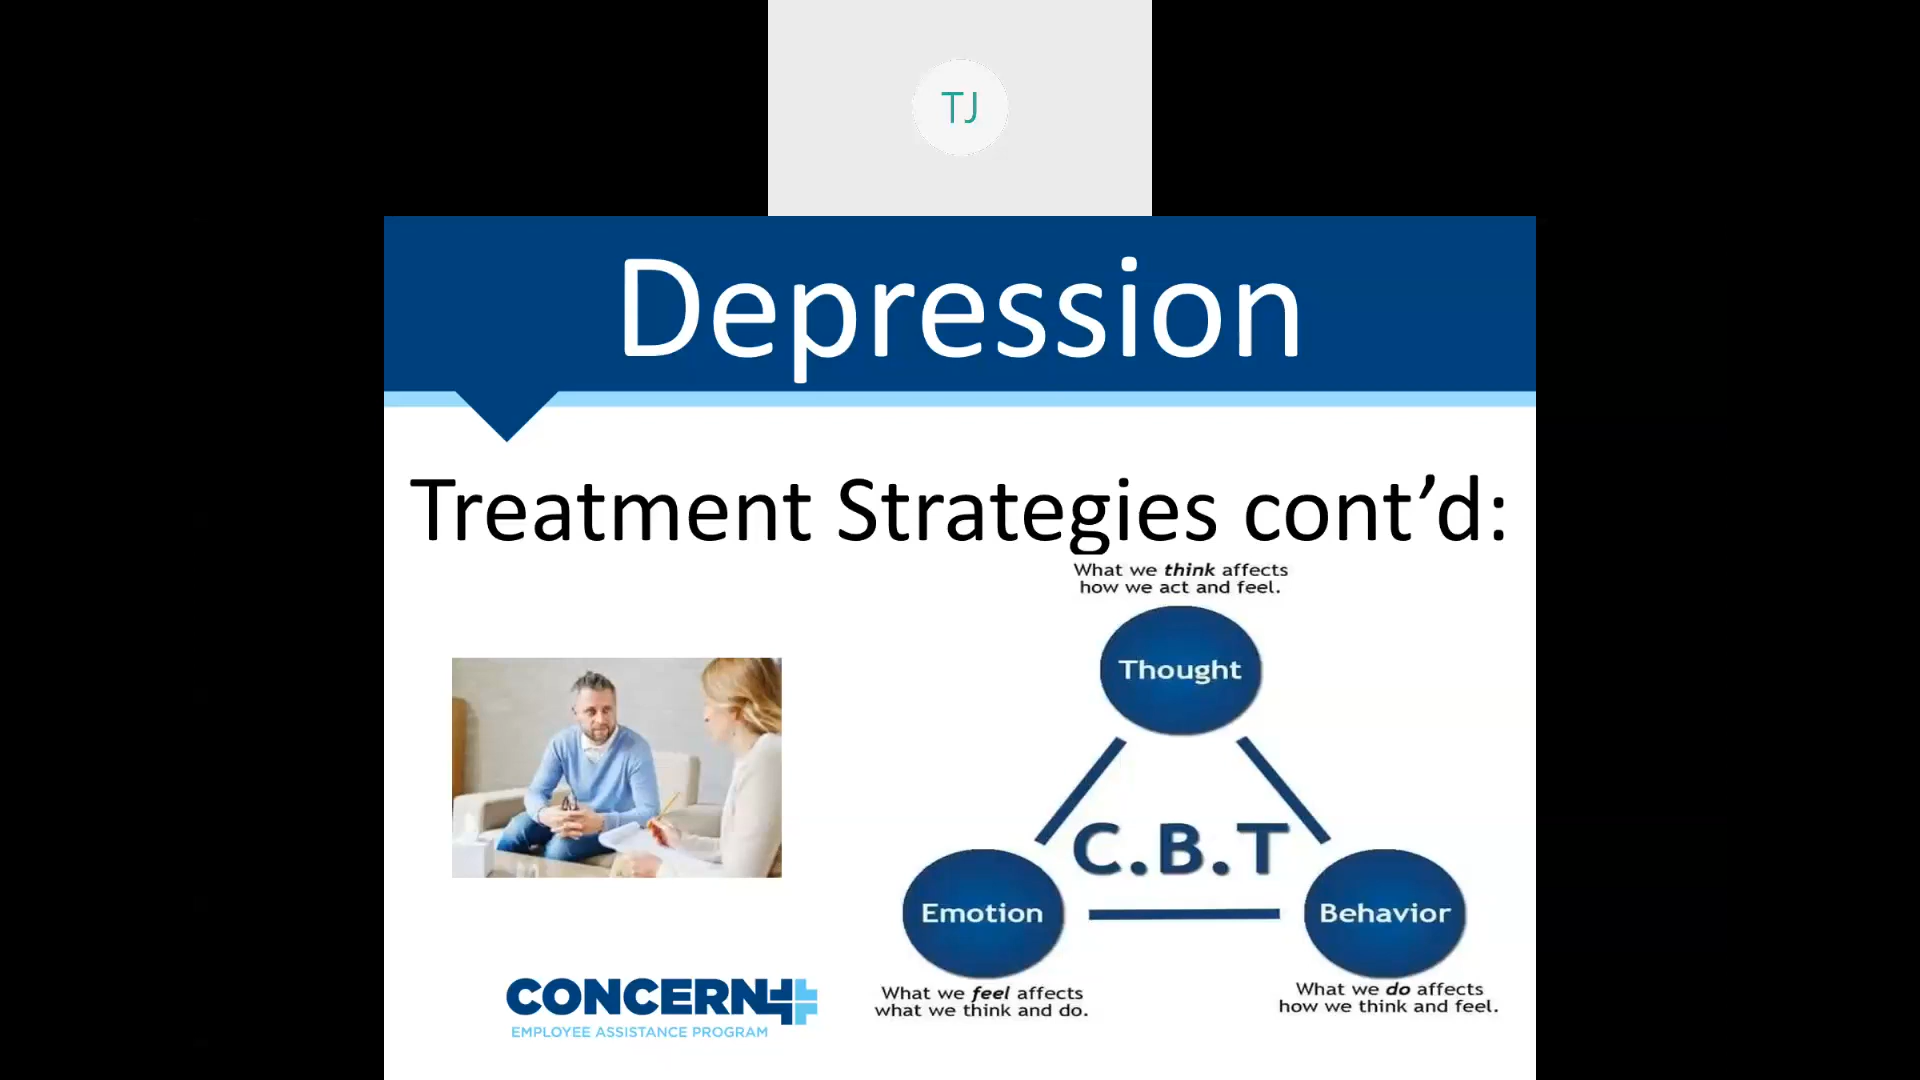 TJ
Depression
Treatment Strategies cont’d:
What we think affects
how we act and feel.
Thought
C.B.T
Emotion
Behavior
What we feel affects
what we think and do.
What we do affects
how we think and feel.
CONCERN
EMPLOYEE ASSISTANCE PROGRAM